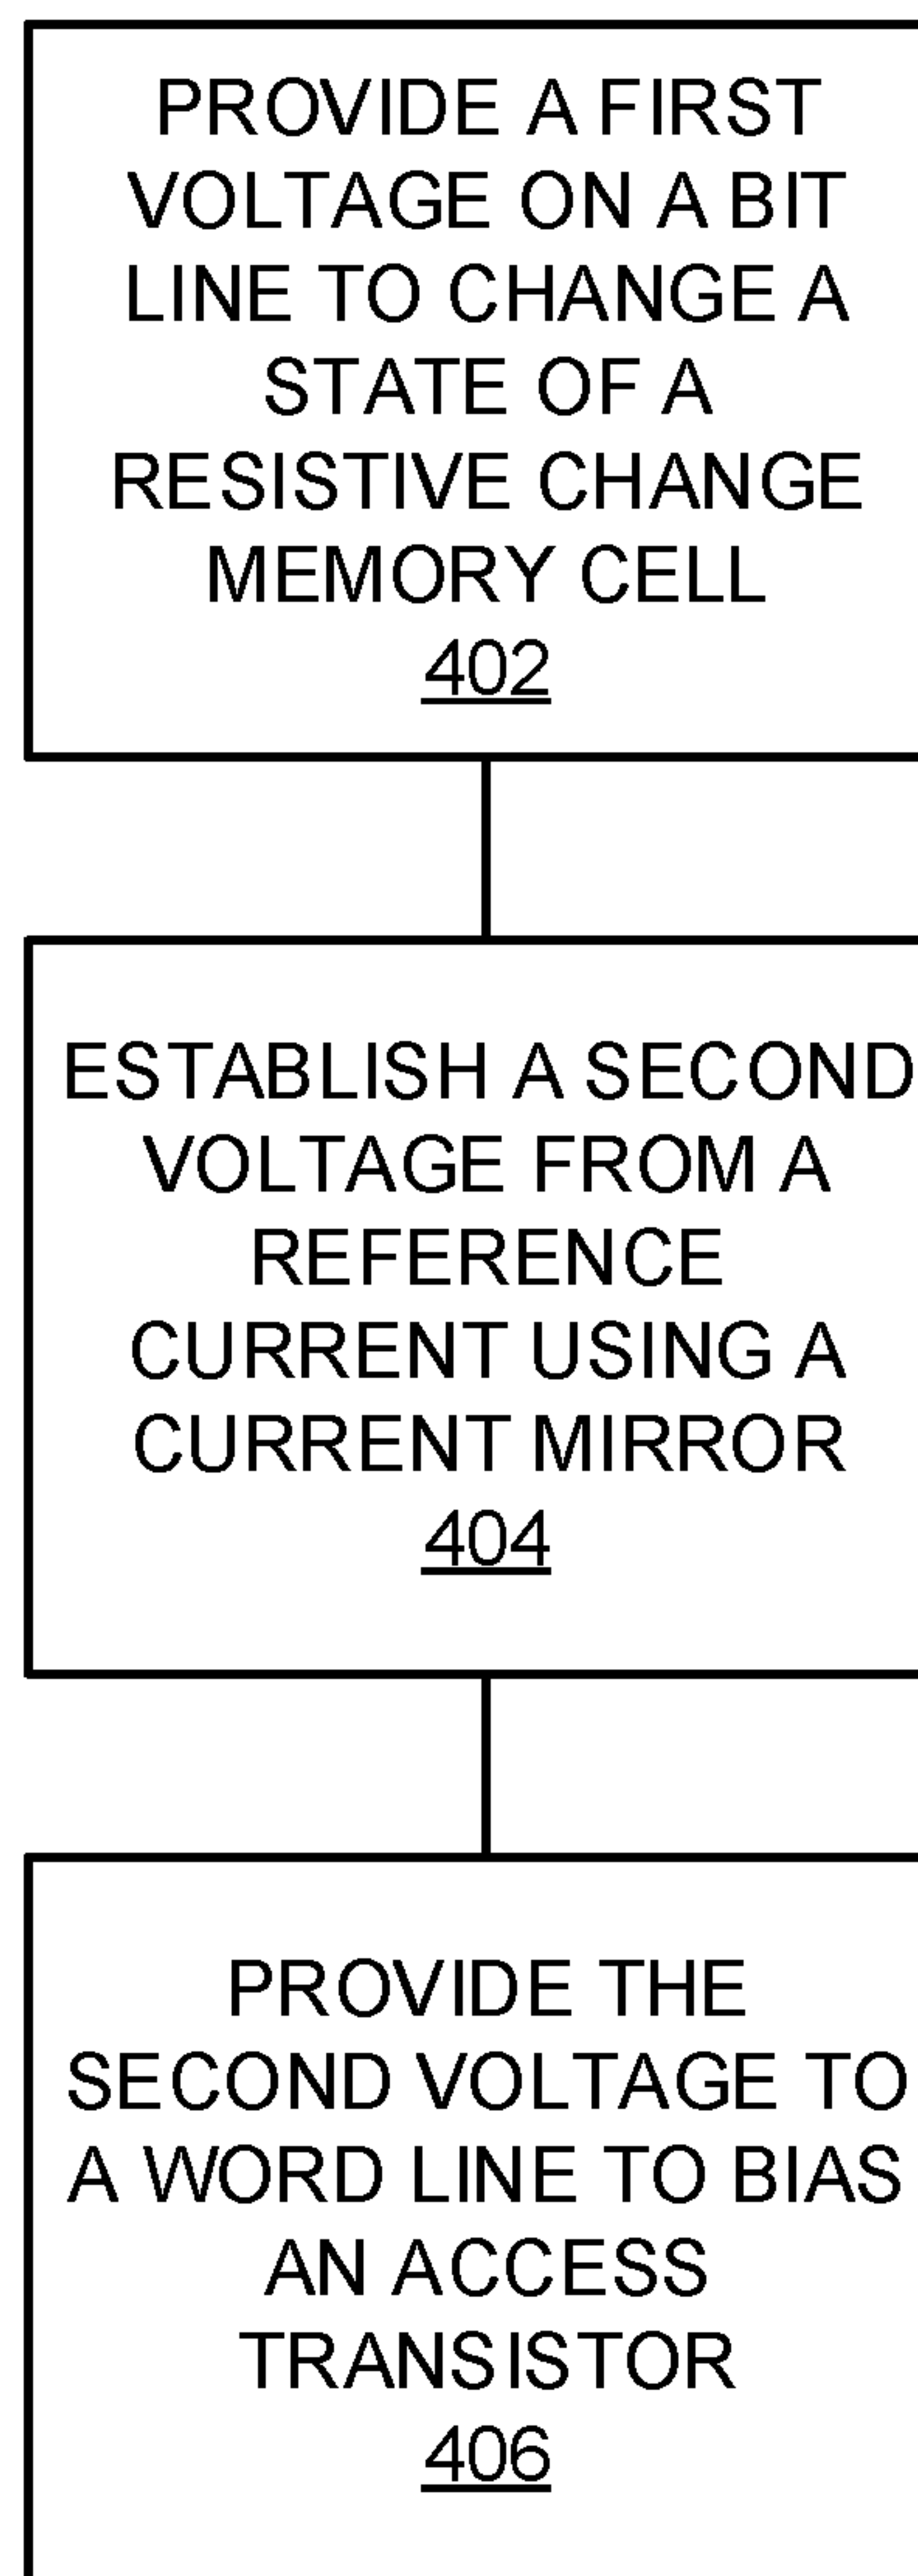 PROVIDE A FIRST
VOLTAGE ON A BIT
LINE TO CHANGE A
STATE OF A
RESISTIVE CHANGE
MEMORY CELL
402
ESTABLISH A SECOND
VOLTAGE FROM A
REFERENCE
CURRENT USING A
CURRENT MIRROR
404
PROVIDE THE
SECOND VOLTAGE TO
A WORD LINE TO BIAS
AN ACCESS
TRANSISTOR
406